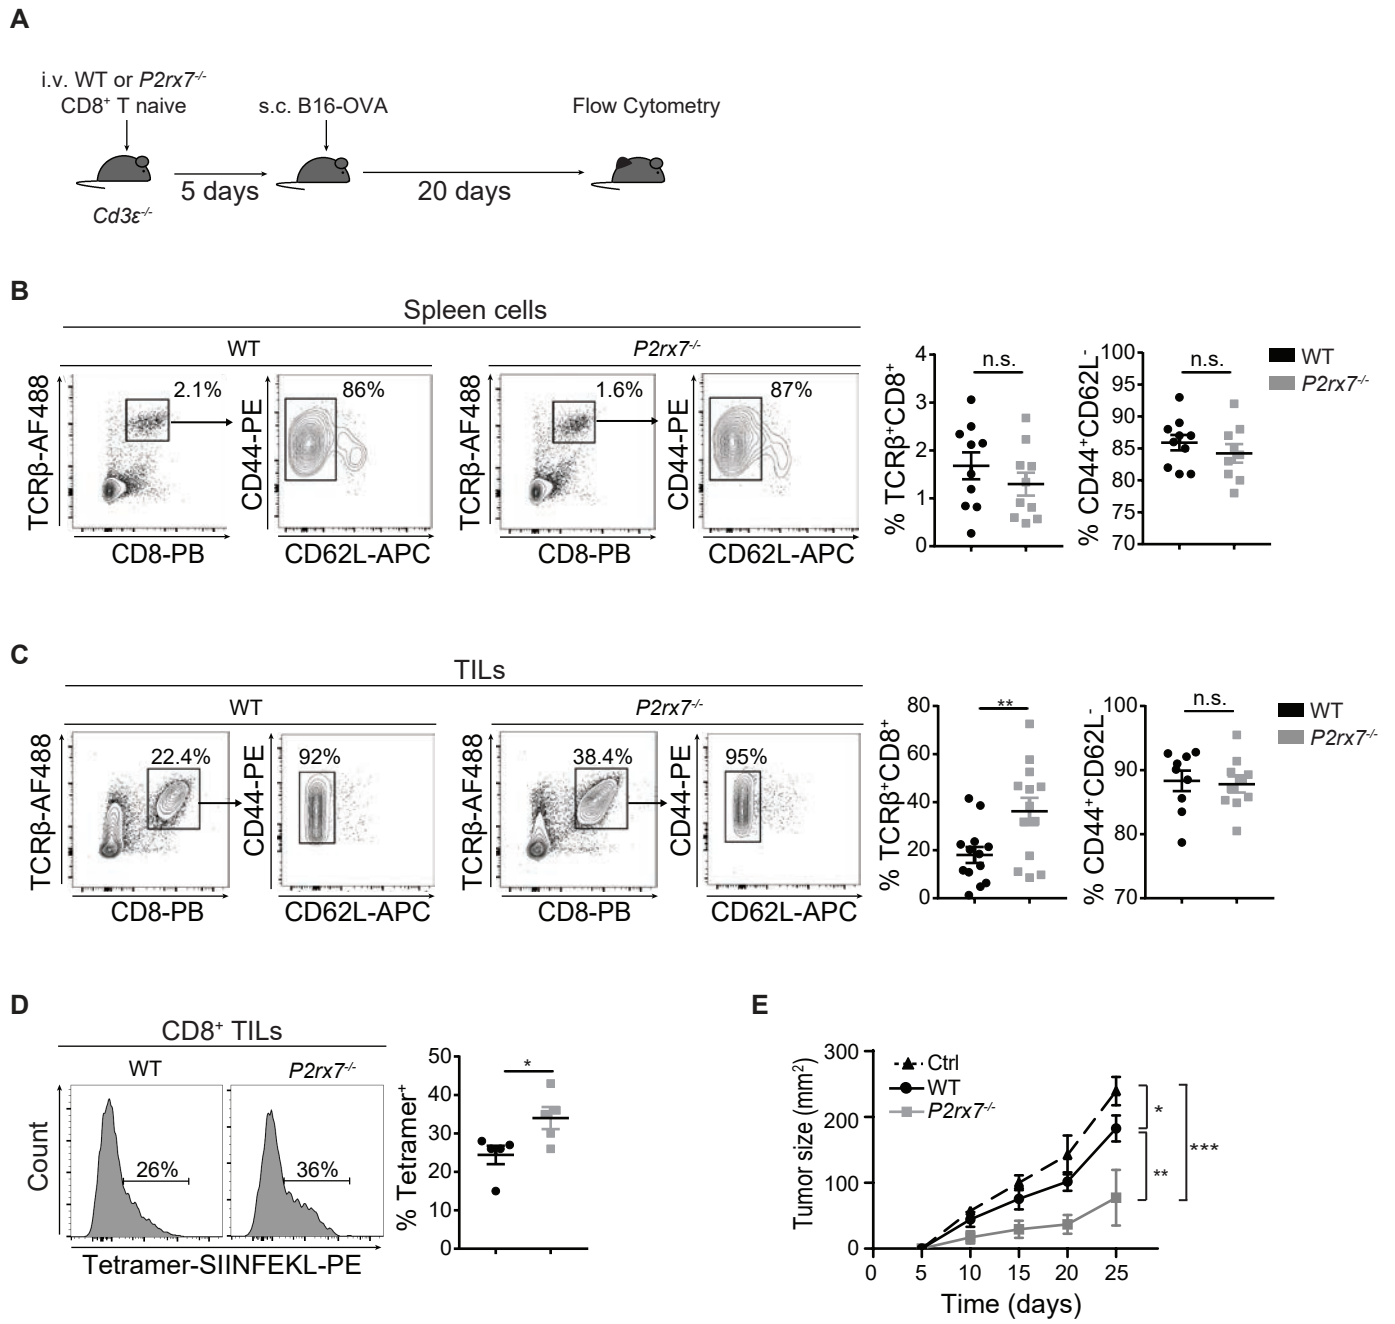 A
i.v. WT or P2rx7-/-
CD8+ T naive
s.c. B16-OVA
Flow Cytometry
5 days
20 days
Cd3ε-/-
B
Spleen cells
WT
P2rx7-/-
TCRβ-AF488
2.1%
CD8-PB
CD44-PE
86%
CD62L-APC
TCRβ-AF488
1.6%
CD8-PB
CD44-PE
87%
CD62L-APC
% TCRβ+CD8+
4
3
2
1
0
n.s.
% CD44+CD62L-
100
95
90
85
80
75
70
n.s.
WT
P2rx7-/-
C
TILs
WT
P2rx7-/-
TCRβ-AF488
22.4%
CD8-PB
CD44-PE
92%
CD62L-APC
TCRβ-AF488
38.4%
CD8-PB
CD44-PE
95%
CD62L-APC
% TCRβ+CD8+
80
60
40
20
0
**
% CD44+CD62L-
100
90
80
70
n.s.
WT
P2rx7-/-
D
CD8+ TILs
WT
P2rx7-/-
Count
26%
36%
Tetramer-SIINFEKL-PE
% Tetramer+
50
40
30
20
10
0
*
E
Tumor size (mm2)
300
200
100
0
Ctrl
WT
P2rx7-/-
*
**
***
0 5 10 15 20 25
Time (days)